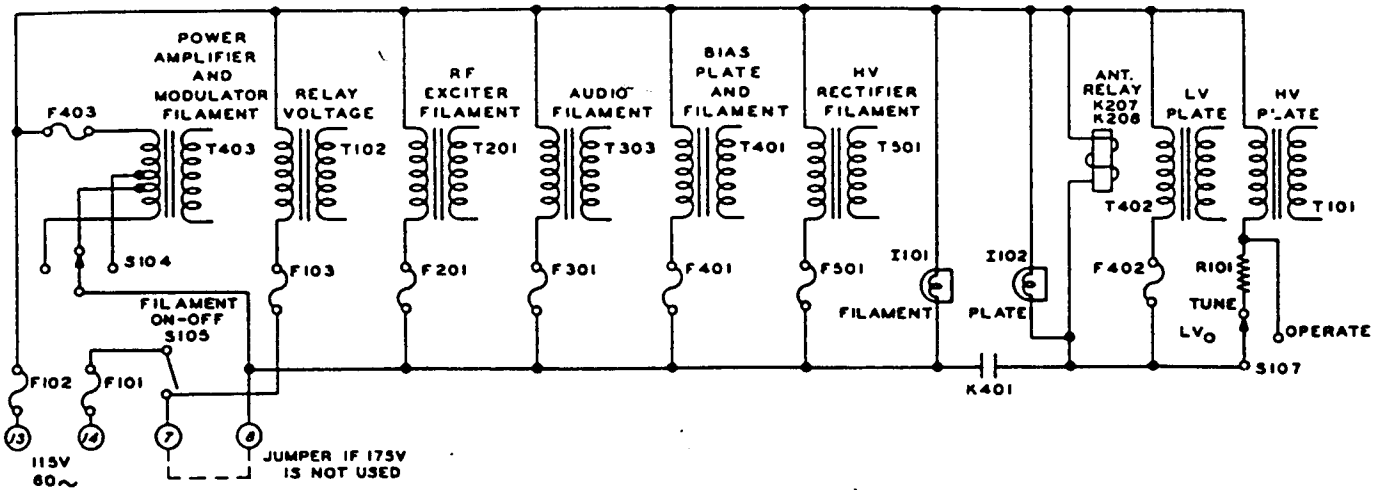 POWER
AMPLIFIER
AND
MODULATOR
FILAMENT
F403
T403
RELAY
VOLTAGE
T102
RF
EXCITER
FILAMENT
T201
AUDIO
FILAMENT
T303
BIAS
PLATE
AND
FILAMENT
T401
HV
RECTIFIER
FILAMENT
T501
ANT.
RELAY
K207
K208
LV
PLATE
T402
HV
PLATE
T101
S104
F103
F201
F301
F401
F501
I101
FILAMENT
I102
PLATE
F402
R101
TUNE
LV
OPERATE
S107
FILAMENT
ON-OFF
S105
F102
F101
K401
13
14
7
8
115V
60~
JUMPER IF 175V
IS NOT USED